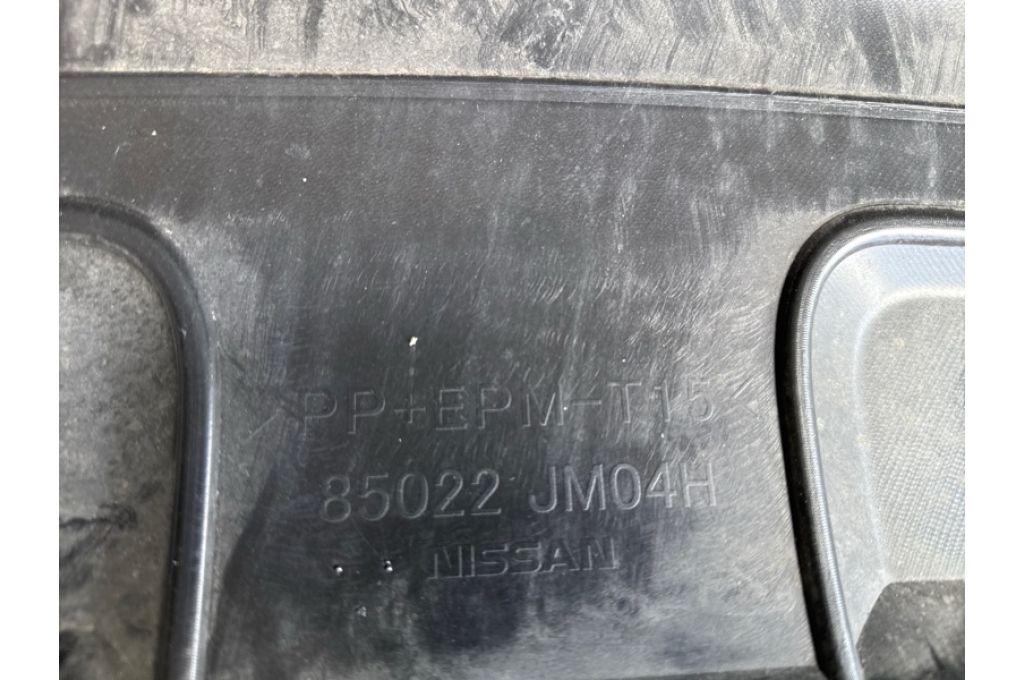 >PP+EPM-T15<
85022 JM04H
NISSAN